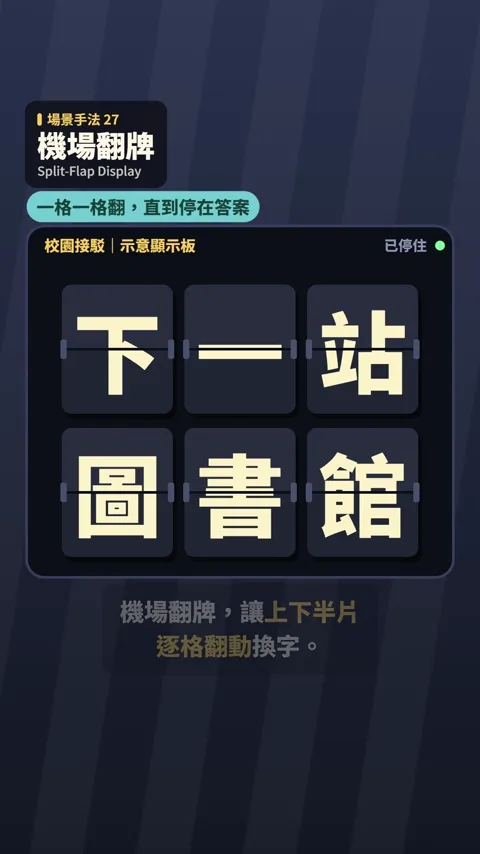 場景手法 27
機場翻牌
Split-Flap Display
一格一格翻，直到停在答案
校園接駁｜示意顯示板
已停住
下一站
圖書館
機場翻牌，讓上下半片
逐格翻動換字。